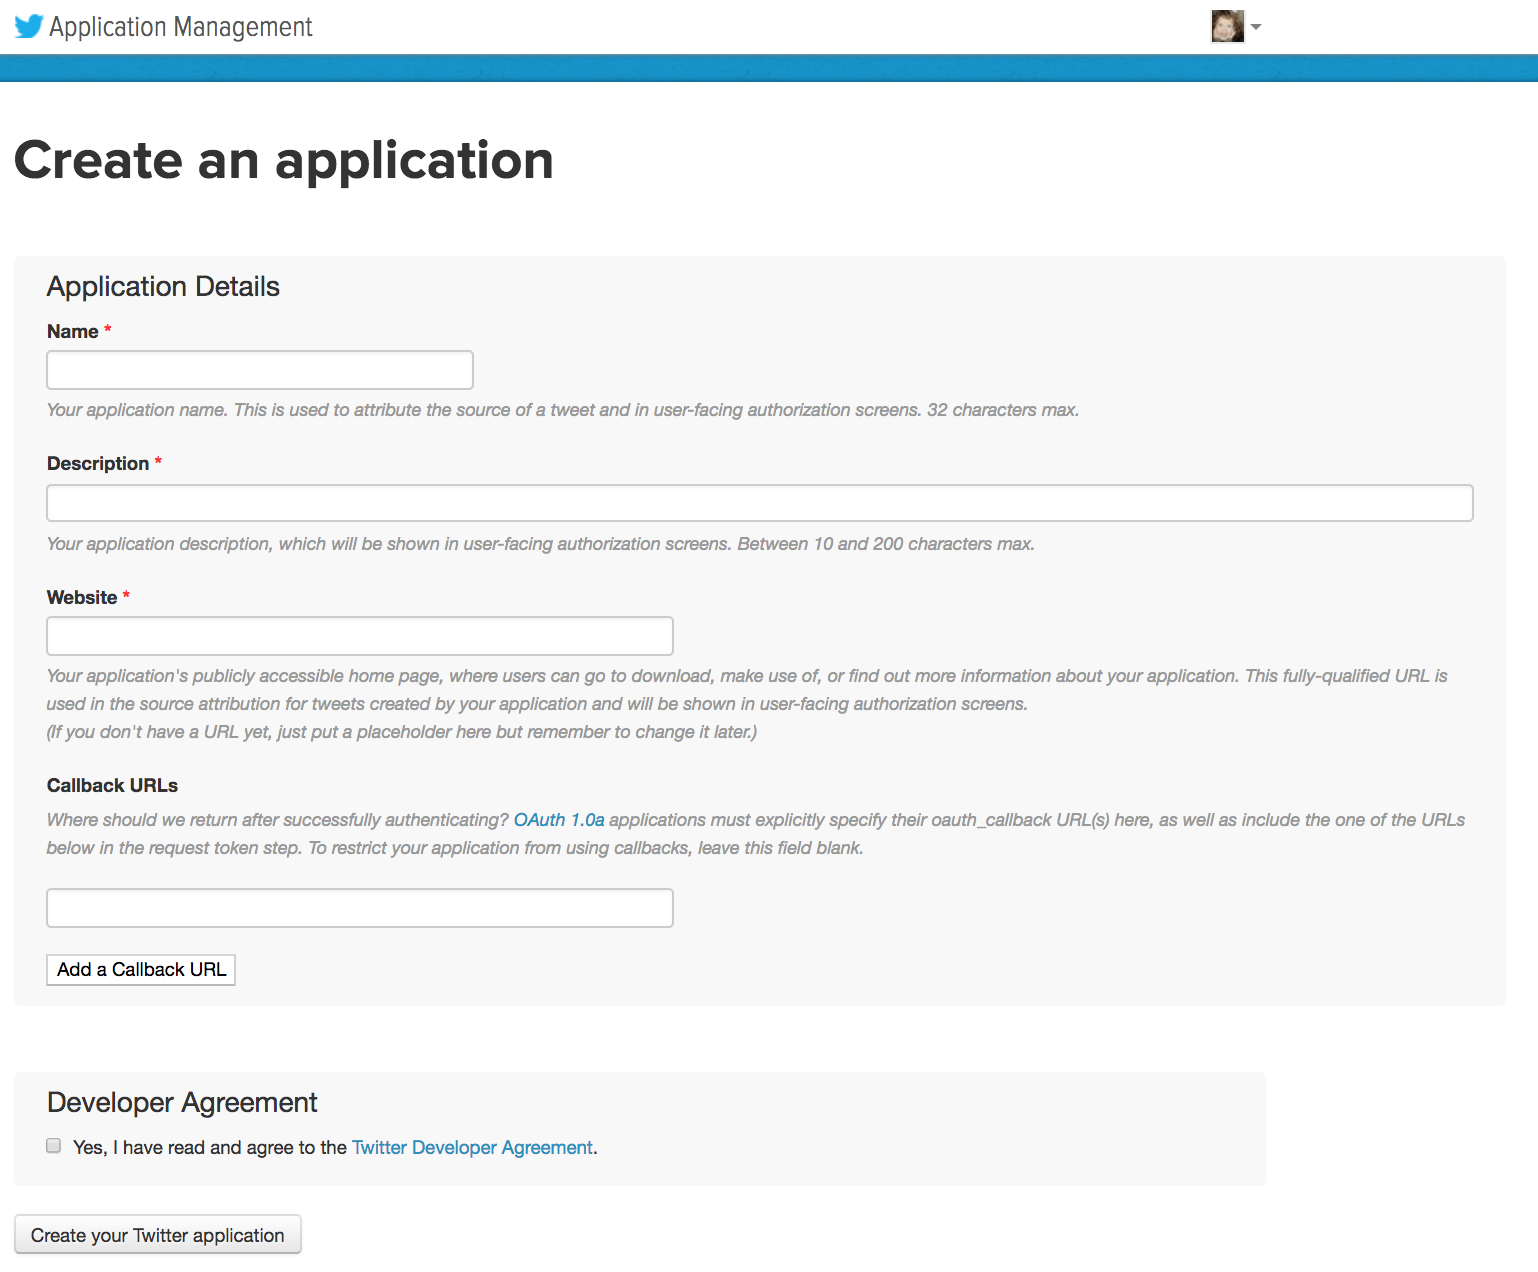 Application Management
Create an application
Application Details
Name *
Your application name. This is used to attribute the source of a tweet and in user-facing authorization screens. 32 characters max.
Description *
Your application description, which will be shown in user-facing authorization screens. Between 10 and 200 characters max.
Website *
Your application's publicly accessible home page, where users can go to download, make use of, or find out more information about your application. This fully-qualified URL is
used in the source attribution for tweets created by your application and will be shown in user-facing authorization screens.
(If you don't have a URL yet, just put a placeholder here but remember to change it later.)
Callback URLs
Where should we return after successfully authenticating? OAuth 1.0a applications must explicitly specify their oauth_callback URL(s) here, as well as include the one of the URLs
below in the request token step. To restrict your application from using callbacks, leave this field blank.
Add a Callback URL
Developer Agreement
Yes, I have read and agree to the Twitter Developer Agreement.
Create your Twitter application